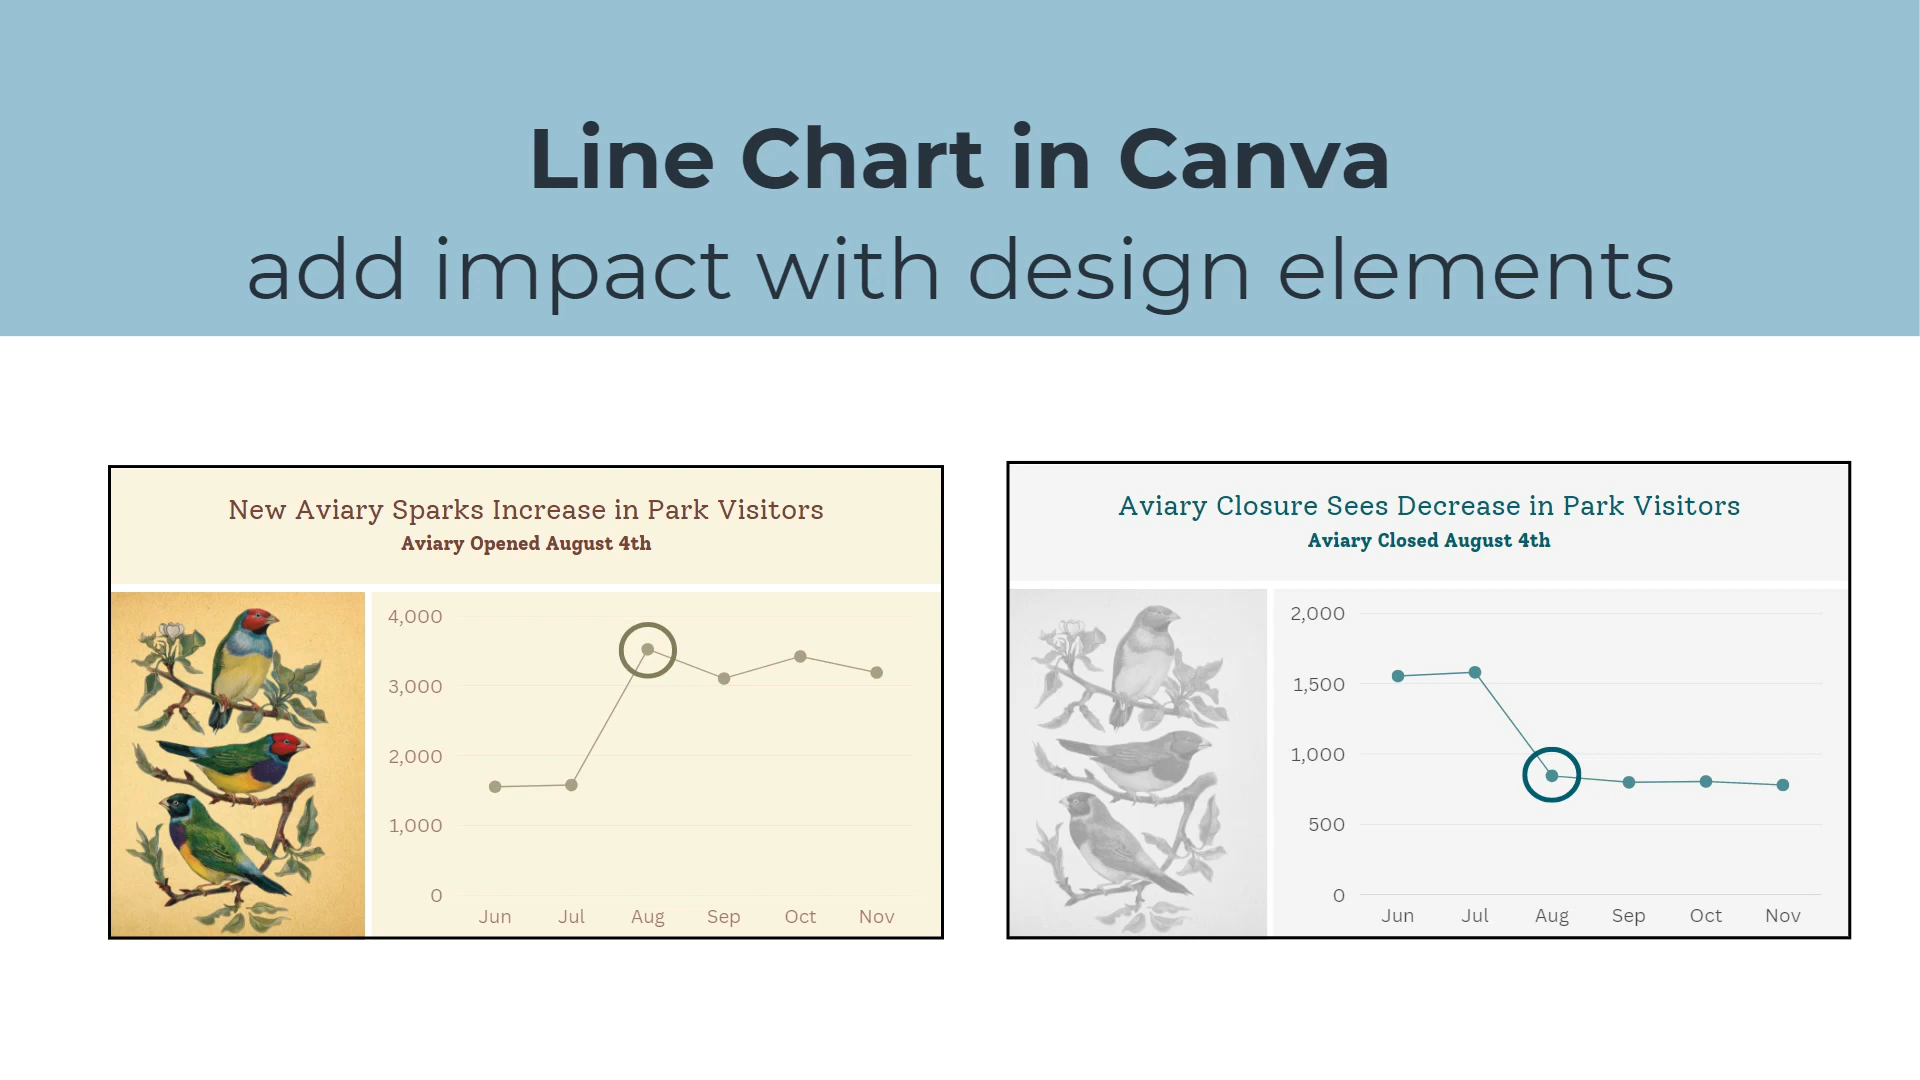 Line Chart in Canva
add impact with design elements
New Aviary Sparks Increase in Park Visitors
Aviary Opened August 4th
4,000
3,000
2,000
1,000
0
Jun Jul Aug Sep Oct Nov
Aviary Closure Sees Decrease in Park Visitors
Aviary Closed August 4th
2,000
1,500
1,000
500
0
Jun Jul Aug Sep Oct Nov